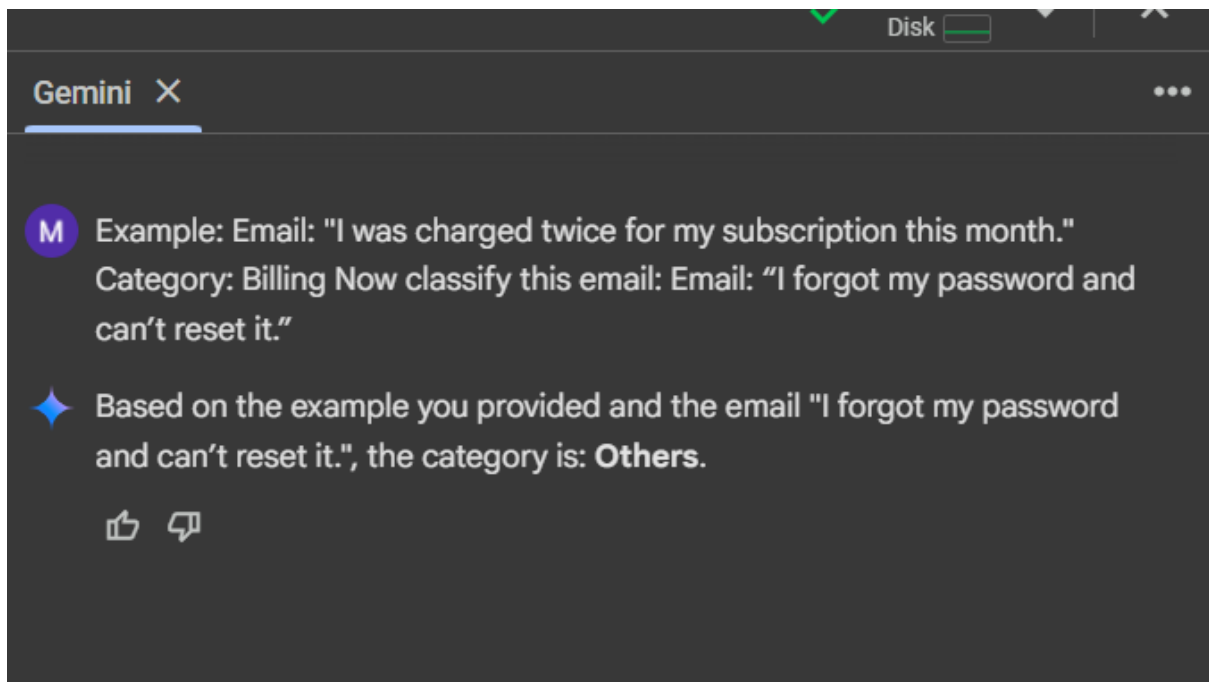 Disk
Gemini
M
Example: Email: "I was charged twice for my subscription this month."
Category: Billing Now classify this email: Email: “I forgot my password and
can’t reset it.”
Based on the example you provided and the email "I forgot my password
and can’t reset it.", the category is: Others.